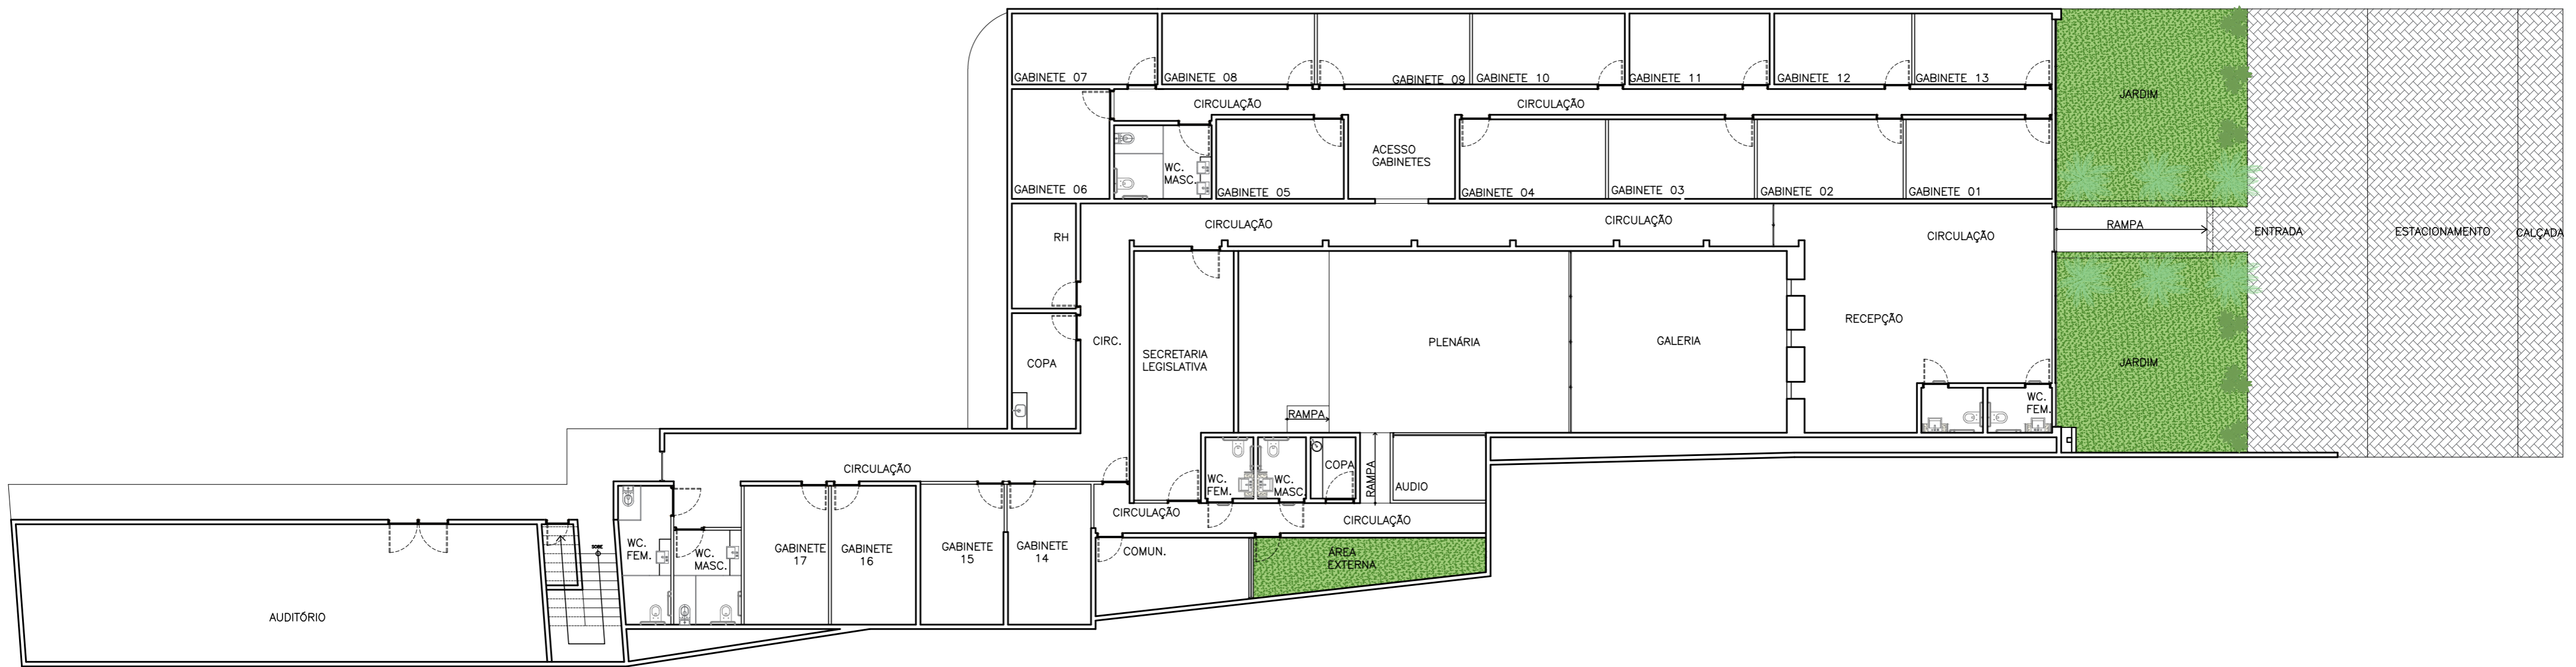 GABINETE 07
GABINETE 08
GABINETE 09
GABINETE 10
GABINETE 11
GABINETE 12
GABINETE 13
JARDIM
CIRCULAÇÃO
CIRCULAÇÃO
ACESSO
GABINETES
WC.
MASC.
GABINETE 06
GABINETE 05
GABINETE 04
GABINETE 03
GABINETE 02
GABINETE 01
RH
CIRCULAÇÃO
CIRCULAÇÃO
CIRCULAÇÃO
RAMPA
ENTRADA
ESTACIONAMENTO
CALÇADA
RECEPÇÃO
COPA
CIRC.
SECRETARIA
LEGISLATIVA
PLENÁRIA
GALERIA
JARDIM
RAMPA
WC.
FEM.
CIRCULAÇÃO
WC.
FEM.
WC.
MASC.
COPA
RAMPA
AUDIO
CIRCULAÇÃO
CIRCULAÇÃO
WC.
FEM.
WC.
MASC.
GABINETE
17
GABINETE
16
GABINETE
15
GABINETE
14
COMUN.
ÁREA
EXTERNA
SOBE
AUDITÓRIO